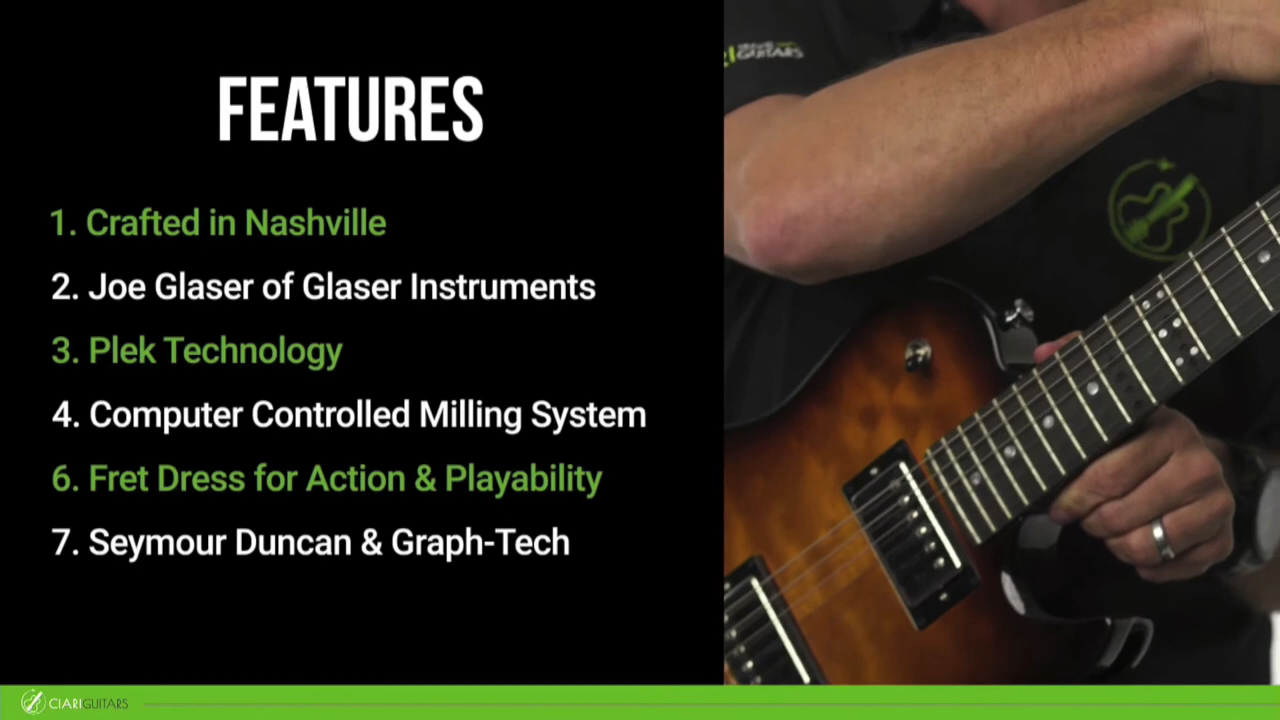 FEATURES
1. Crafted in Nashville
2. Joe Glaser of Glaser Instruments
3. Plek Technology
4. Computer Controlled Milling System
6. Fret Dress for Action & Playability
7. Seymour Duncan & Graph-Tech
GUITARS
CIARIGUITARS